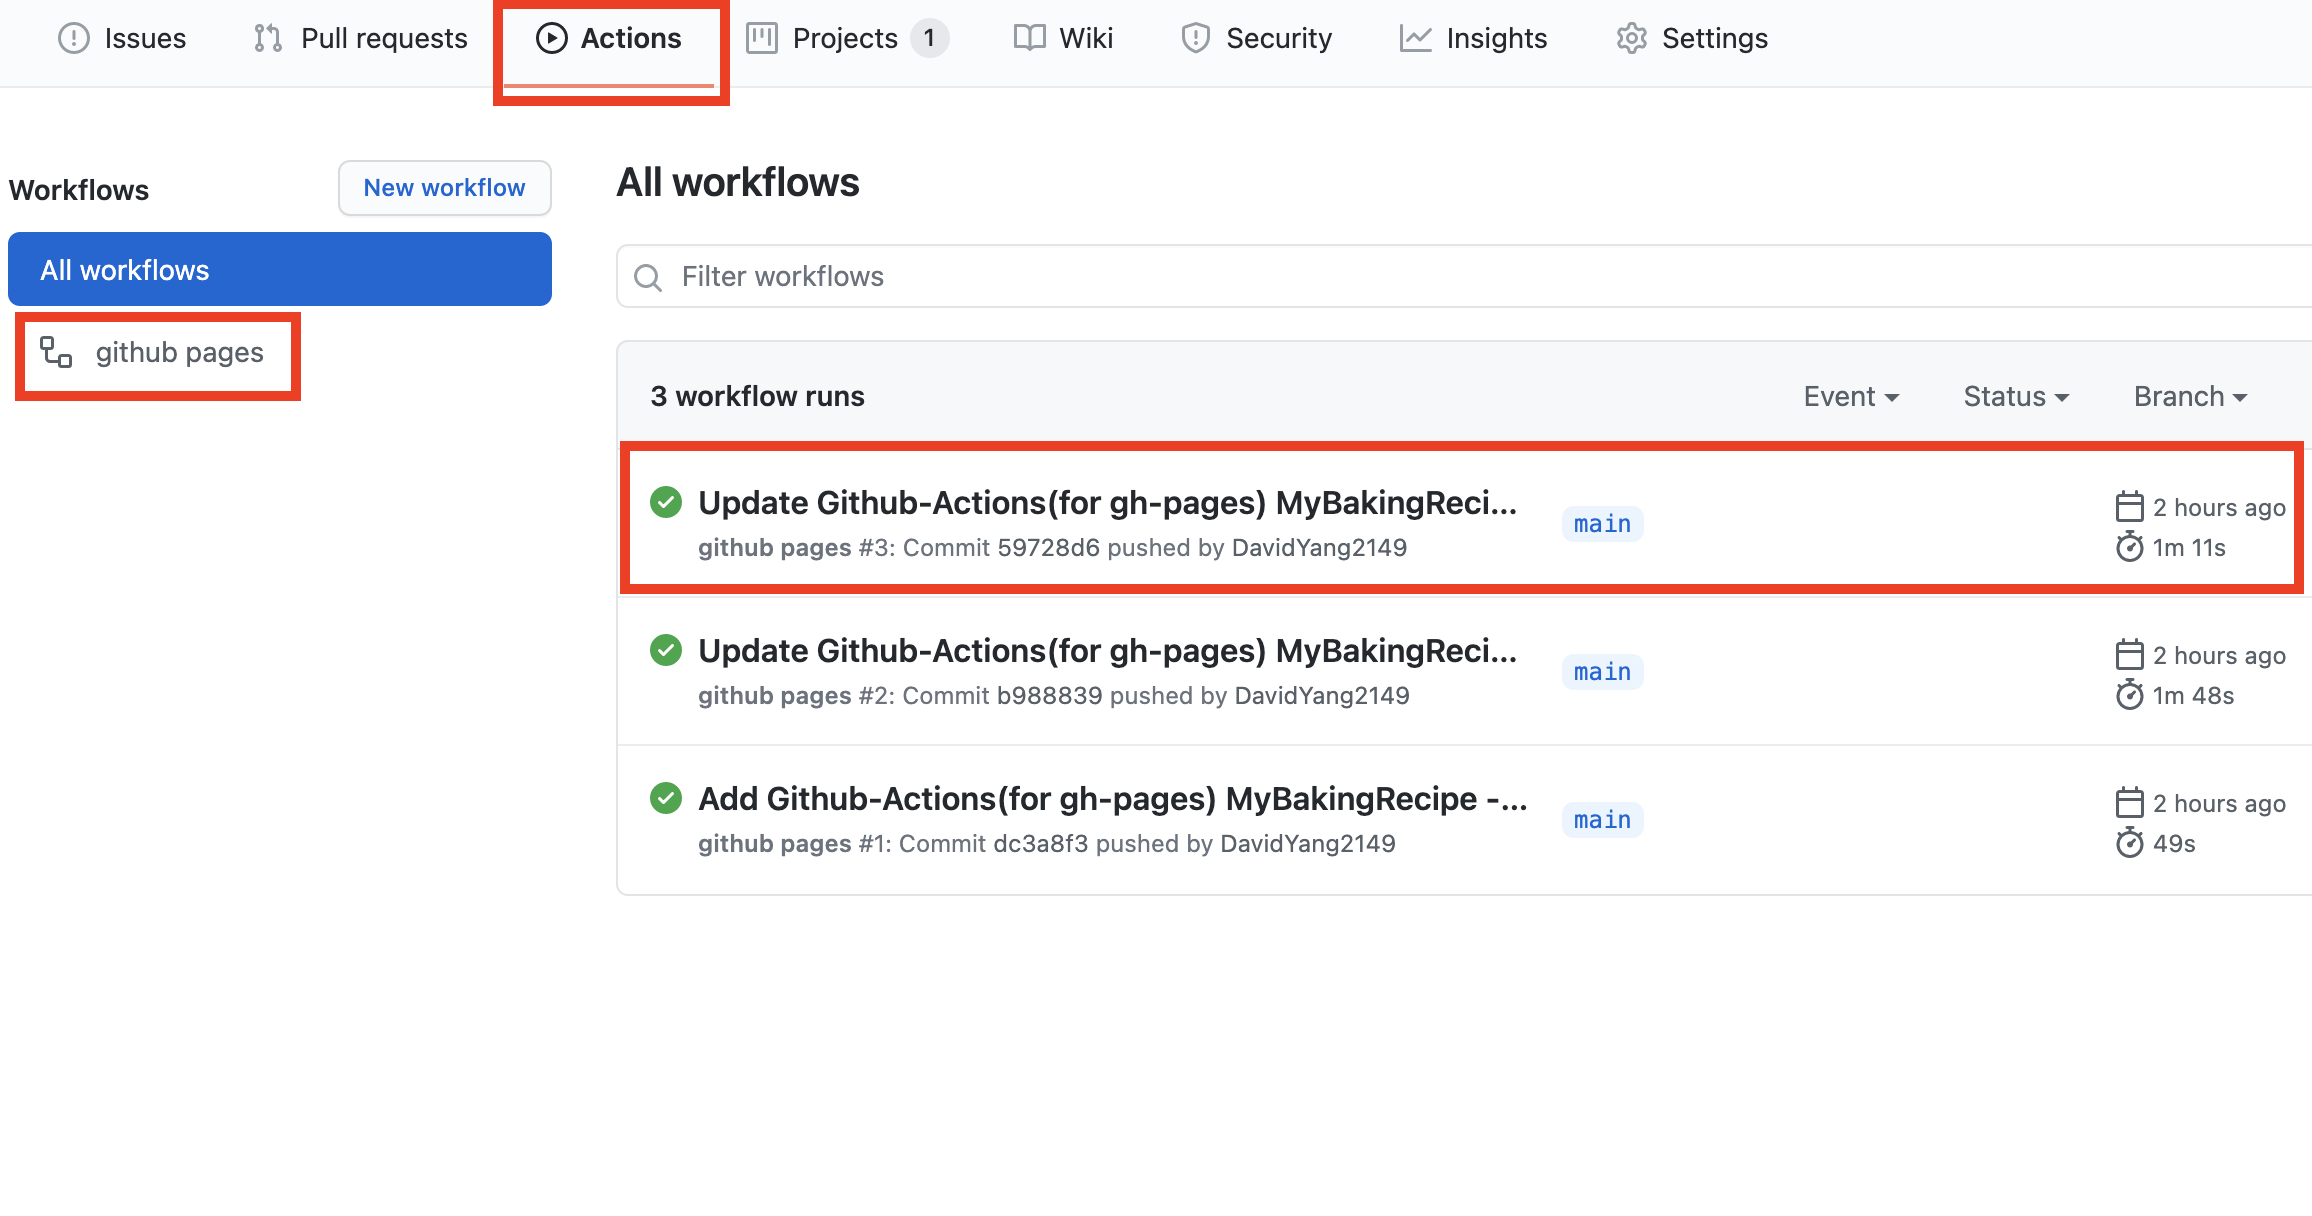 Issues Pull requests Actions Projects 1 Wiki Security Insights Settings
Workflows New workflow
All workflows
github pages
All workflows
Filter workflows
3 workflow runs Event Status Branch
Update Github-Actions(for gh-pages) MyBakingReci... main 2 hours ago
github pages #3: Commit 59728d6 pushed by DavidYang2149 1m 11s
Update Github-Actions(for gh-pages) MyBakingReci... main 2 hours ago
github pages #2: Commit b988839 pushed by DavidYang2149 1m 48s
Add Github-Actions(for gh-pages) MyBakingRecipe -... main 2 hours ago
github pages #1: Commit dc3a8f3 pushed by DavidYang2149 49s